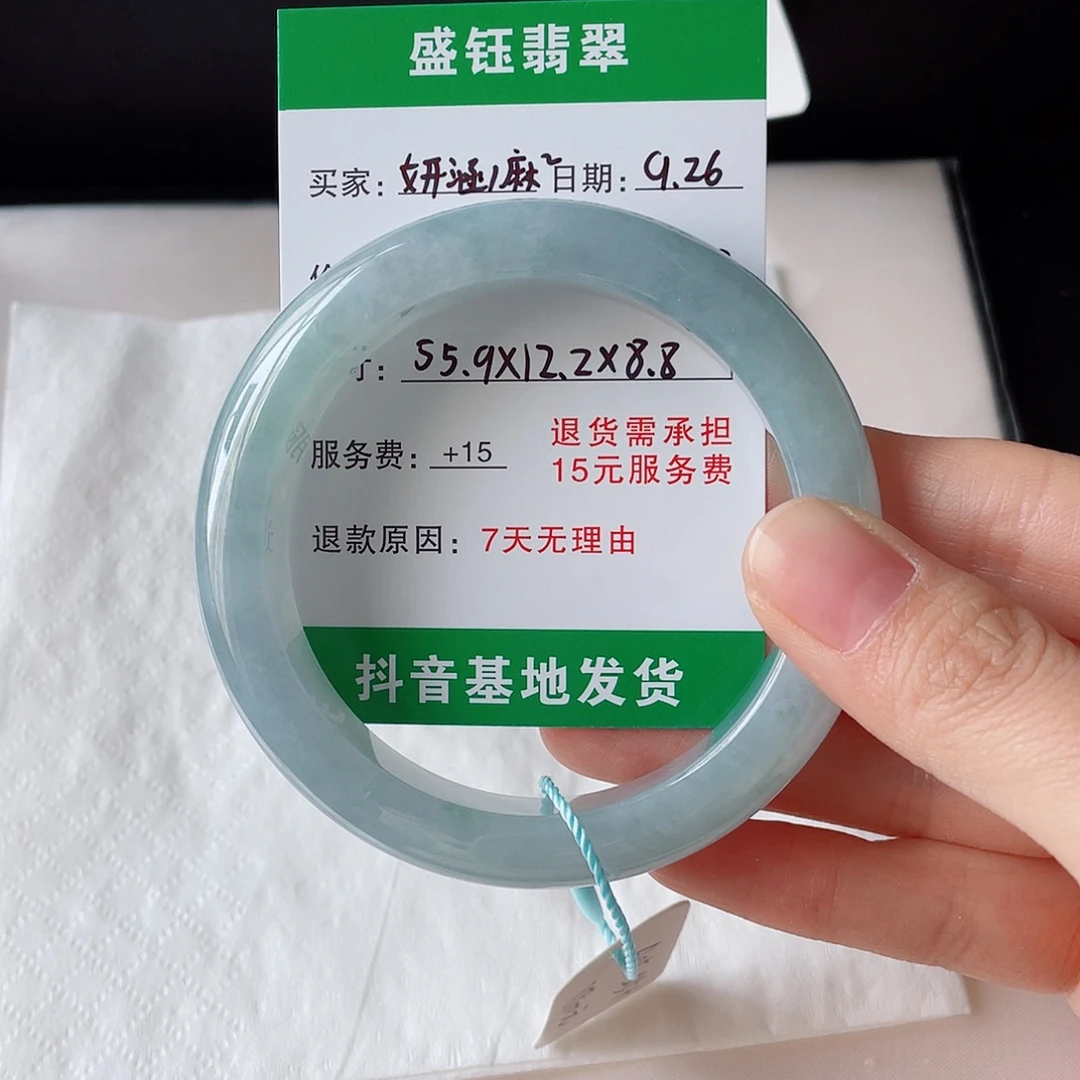 盛钰翡翠
买家: 妍涵/麻² 日期: 9.26
55.9X12.2X8.8
服务费: +15
退货需承担
15元服务费
退款原因: 7天无理由
抖音基地发货